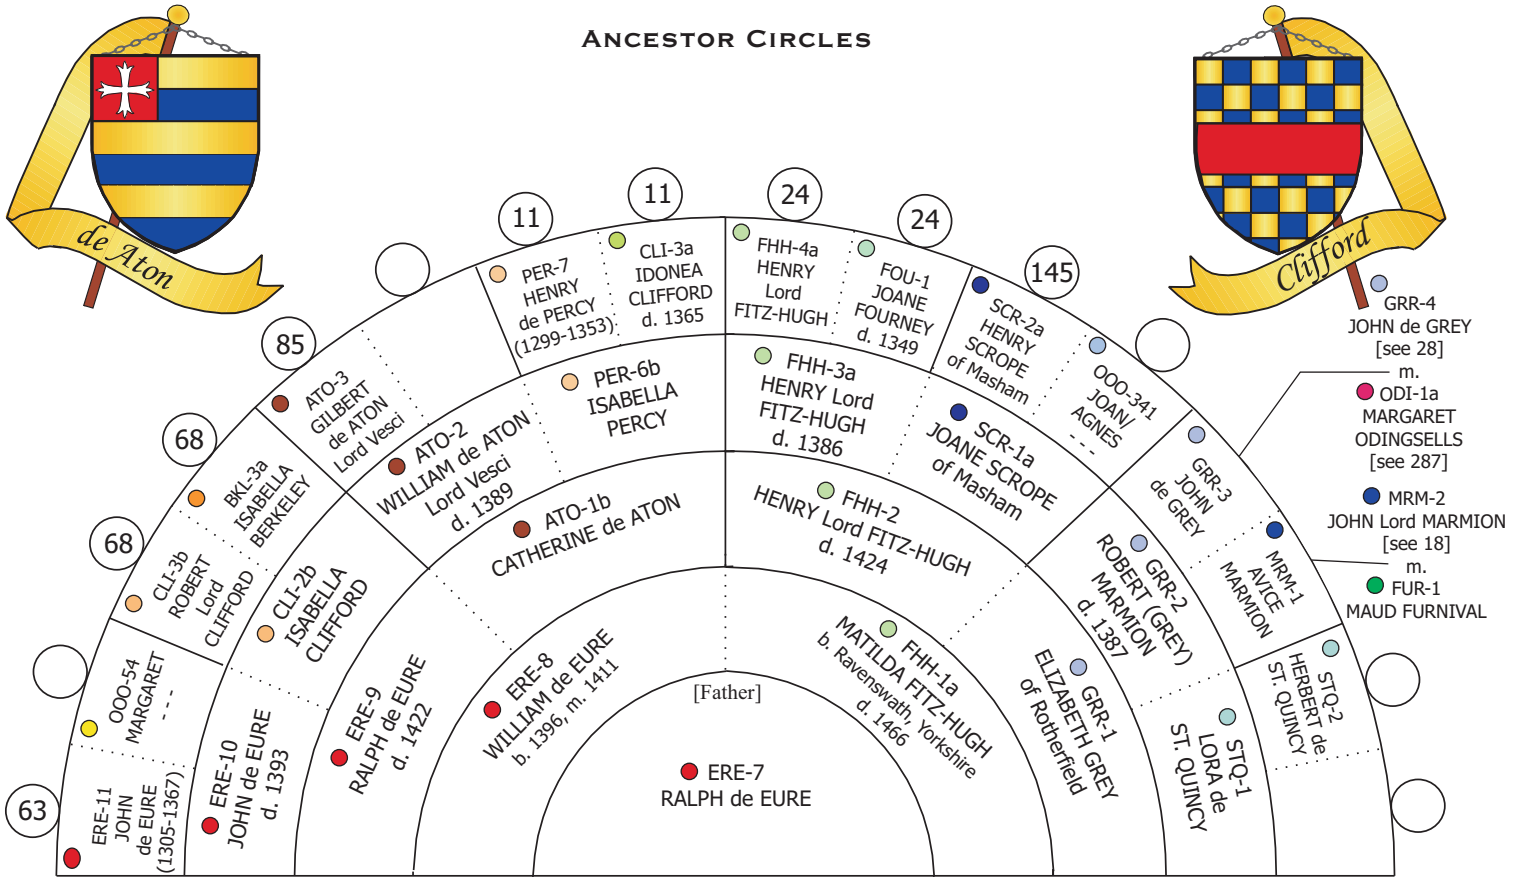 ANCESTOR CIRCLES
de Aton
Clifford
63
68
68
85
11
11
24
24
145
ERE-11
JOHN
de EURE
(1305-1367)
OOO-54
MARGARET
- - -
CLI-3b
ROBERT
Lord
CLIFFORD
BKL-3a
ISABELLA
BERKELEY
ATO-3
GILBERT
de ATON
Lord Vesci
PER-7
HENRY
de PERCY
(1299-1353)
CLI-3a
IDONEA
CLIFFORD
d. 1365
FHH-4a
HENRY
Lord
FITZ-HUGH
FOU-1
JOANE
FOURNEY
d. 1349
SCR-2a
HENRY
SCROPE
of Masham
OOO-341
JOAN/
AGNES
- - -
GRR-3
JOHN
de GREY
MRM-1
AVICE
MARMION
STQ-2
HERBERT de
ST. QUINCY
GRR-4
JOHN de GREY
[see 28]
m.
ODI-1a
MARGARET
ODINGSELLS
[see 287]
MRM-2
JOHN Lord MARMION
[see 18]
m.
FUR-1
MAUD FURNIVAL
ERE-10
JOHN de EURE
d. 1393
CLI-2b
ISABELLA
CLIFFORD
ATO-2
WILLIAM de ATON
Lord Vesci
d. 1389
PER-6b
ISABELLA
PERCY
FHH-3a
HENRY Lord
FITZ-HUGH
d. 1386
SCR-1a
JOANE SCROPE
of Masham
GRR-2
ROBERT (GREY)
MARMION
d. 1387
STQ-1
LORA de
ST. QUINCY
ERE-9
RALPH de EURE
d. 1422
ATO-1b
CATHERINE de ATON
FHH-2
HENRY Lord FITZ-HUGH
d. 1424
GRR-1
ELIZABETH GREY
of Rotherfield
ERE-8
WILLIAM de EURE
b. 1396, m. 1411
FHH-1a
MATILDA FITZ-HUGH
b. Ravenswath, Yorkshire
d. 1466
[Father]
ERE-7
RALPH de EURE